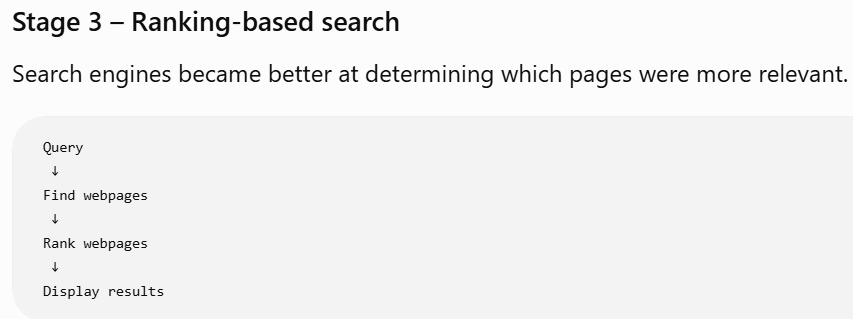 Stage 3 – Ranking-based search
Search engines became better at determining which pages were more relevant.
Query
↓
Find webpages
↓
Rank webpages
↓
Display results